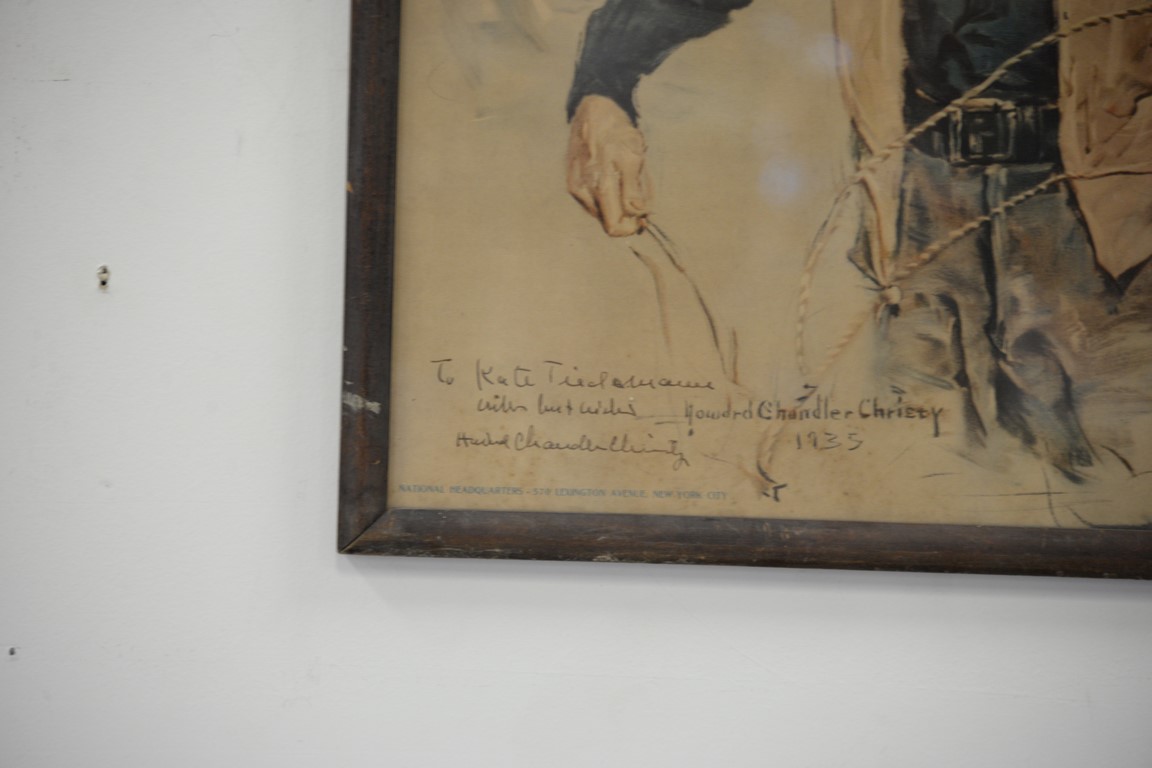 To Kate Tiedemann
with best wishes
Howard Chandler Christy
Howard Chandler Christy
1935
NATIONAL HEADQUARTERS - 570 LEXINGTON AVENUE, NEW YORK CITY